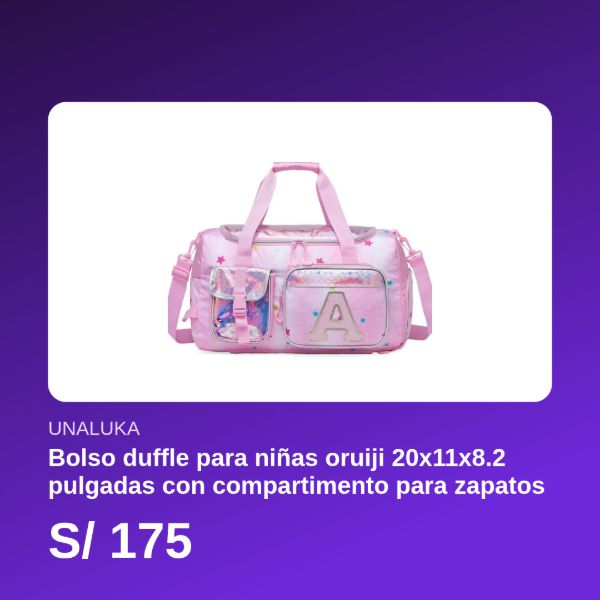 A
UNALUKA
Bolso duffle para niñas oruiji 20x11x8.2
pulgadas con compartimento para zapatos
S/ 175